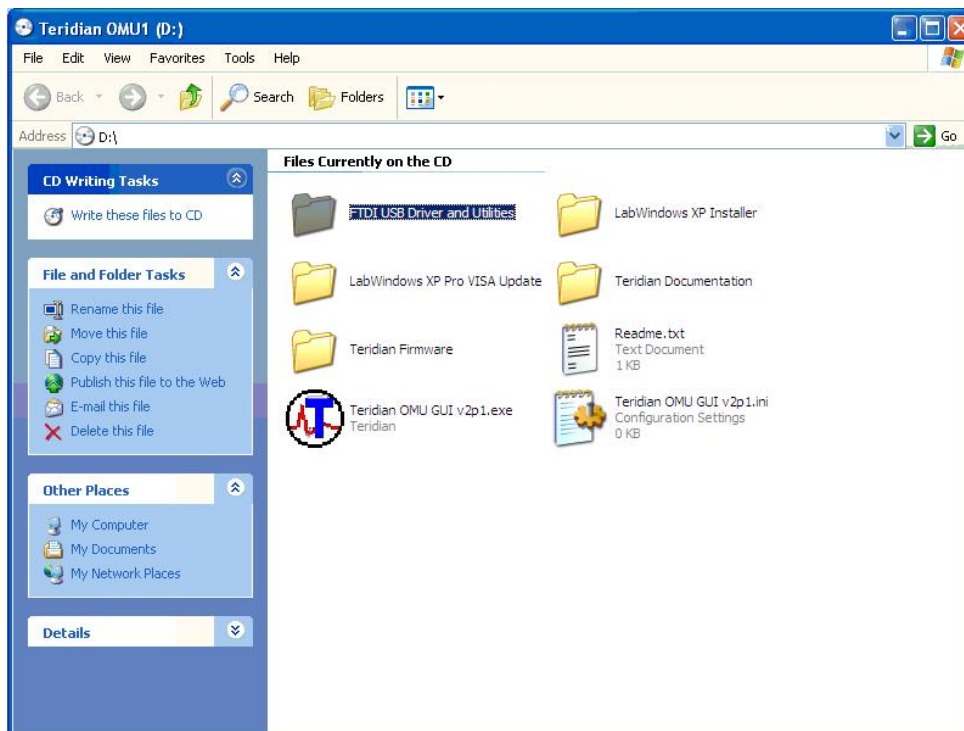 Teridian OMU1 (D:)
File Edit View Favorites Tools Help
Back Search Folders
Address D:\ Go
Files Currently on the CD
CD Writing Tasks
Write these files to CD
File and Folder Tasks
Rename this file
Move this file
Copy this file
Publish this file to the Web
E-mail this file
Delete this file
Other Places
My Computer
My Documents
My Network Places
Details
FTDI USB Driver and Utilities
LabWindows XP Installer
LabWindows XP Pro VISA Update
Teridian Documentation
Teridian Firmware
Readme.txt
Text Document
1 KB
Teridian OMU GUI v2p1.exe
Teridian
Teridian OMU GUI v2p1.ini
Configuration Settings
0 KB